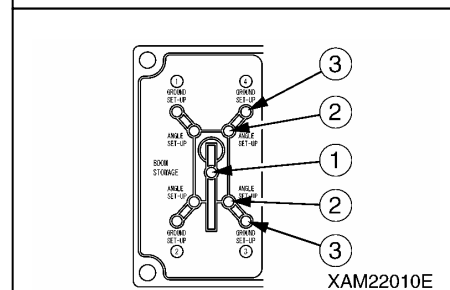 1
4
3
GROUND
SET-UP
GROUND
SET-UP
2
ANGLE
SET-UP
ANGLE
SET-UP
BOOM
STORAGE
1
ANGLE
SET-UP
ANGLE
SET-UP
2
GROUND
SET-UP
GROUND
SET-UP
2
3
3
XAM22010E